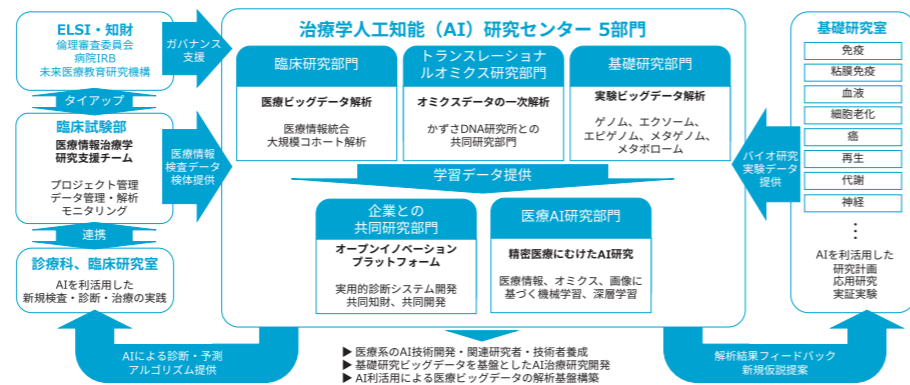 治療学人工知能（AI）研究センター 5部門
ELSI・知財
倫理審査委員会
病院IRB
未来医療教育研究機構
タイアップ
臨床試験部
医療情報治療学
研究支援チーム
プロジェクト管理
データ管理・解析
モニタリング
連携
診療科、臨床研究室
AIを利活用した
新規検査・診断・治療の実践
ガバナンス
支援
医療情報
検査データ
検体提供
臨床研究部門
医療ビッグデータ解析
医療情報統合
大規模コホート解析
トランスレーショナ
ルオミクス研究部門
オミクスデータの一次解析
かずさDNA研究所との
共同研究部門
基礎研究部門
実験ビッグデータ解析
ゲノム、エクソーム、
エピゲノム、メタゲノム、
メタボローム
学習データ提供
企業との
共同研究部門
オープンイノベーション
プラットフォーム
実用的診断システム開発
共同知財、共同開発
医療AI研究部門
精密医療にむけたAI研究
医療情報、オミクス、画像に
基づく機械学習、深層学習
バイオ研究
実験データ
提供
基礎研究室
免疫
粘膜免疫
血液
細胞老化
癌
再生
代謝
神経
⋮
AIを利活用した
研究計画
応用研究
実証実験
AIによる診断・予測
アルゴリズム提供
▶ 医療系のAI技術開発・関連研究者・技術者養成
▶ 基礎研究ビッグデータを基盤としたAI治療研究開発
▶ AI利活用による医療ビッグデータの解析基盤構築
解析結果フィードバック
新規仮説提案